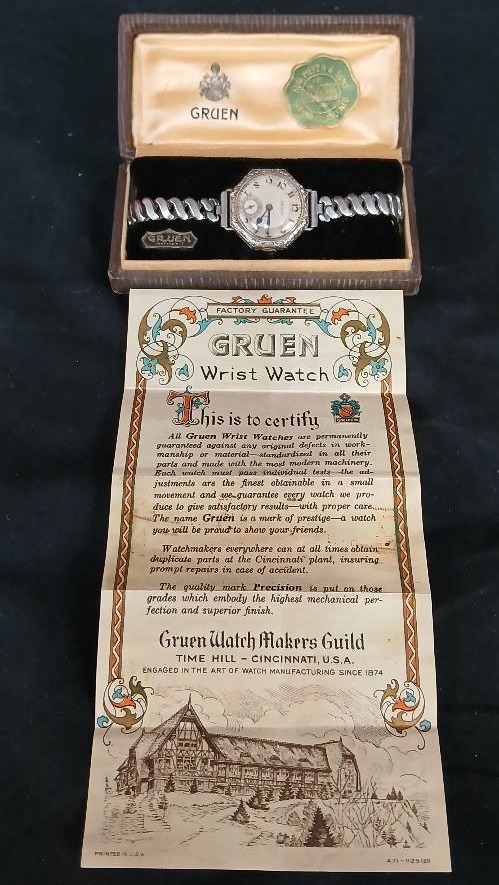 GRUEN
GRUEN
FACTORY GUARANTEE
GRUEN
Wrist Watch
This is to certify
All Gruen Wrist Watches are permanently
guaranteed against any original defects in work-
manship or material—standardized in all their
parts and made with the most modern machinery.
Each watch must pass individual tests—the ad-
justments are the finest obtainable in a small
movement and we guarantee every watch we pro-
duce to give satisfactory results—with proper care.
The name Gruen is a mark of prestige—a watch
you will be proud to show your friends.
Watchmakers everywhere can at all times obtain
duplicate parts at the Cincinnati plant, insuring
prompt repairs in case of accident.
The quality mark Precision is put on those
grades which embody the highest mechanical per-
fection and superior finish.
Gruen Watch Makers Guild
TIME HILL – CINCINNATI, U.S.A.
ENGAGED IN THE ART OF WATCH MANUFACTURING SINCE 1874
PRINTED IN U.S.A.